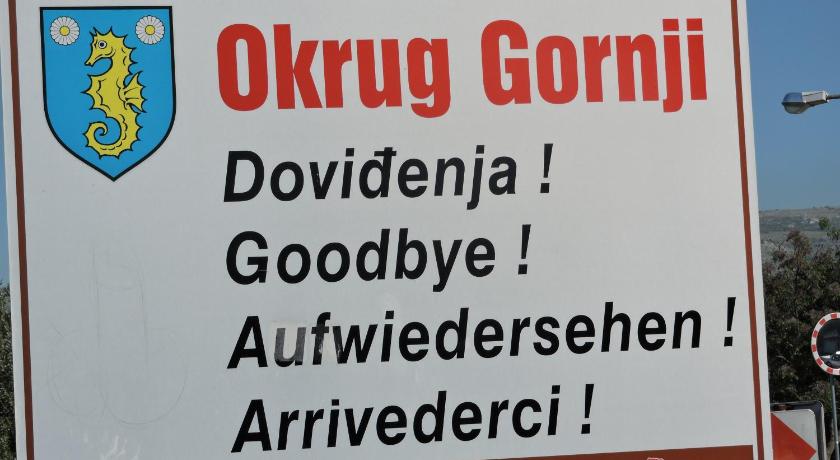 Okrug Gornji
Doviđenja !
Goodbye !
Aufwiedersehen !
Arrivederci !